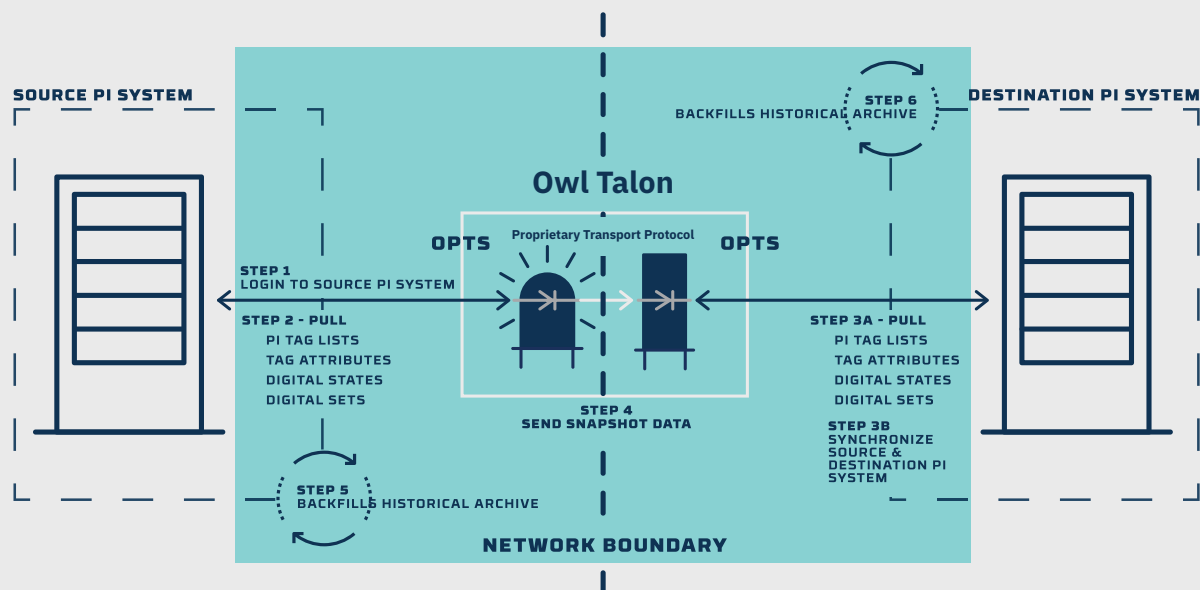 SOURCE PI SYSTEM
DESTINATION PI SYSTEM
STEP 6
BACKFILLS HISTORICAL ARCHIVE
Owl Talon
Proprietary Transport Protocol
OPTS
OPTS
STEP 1
LOGIN TO SOURCE PI SYSTEM
STEP 2 - PULL
PI TAG LISTS
TAG ATTRIBUTES
DIGITAL STATES
DIGITAL SETS
STEP 3A - PULL
PI TAG LISTS
TAG ATTRIBUTES
DIGITAL STATES
DIGITAL SETS
STEP 4
SEND SNAPSHOT DATA
STEP 3B
SYNCHRONIZE
SOURCE &
DESTINATION PI
SYSTEM
STEP 5
BACKFILLS HISTORICAL ARCHIVE
NETWORK BOUNDARY